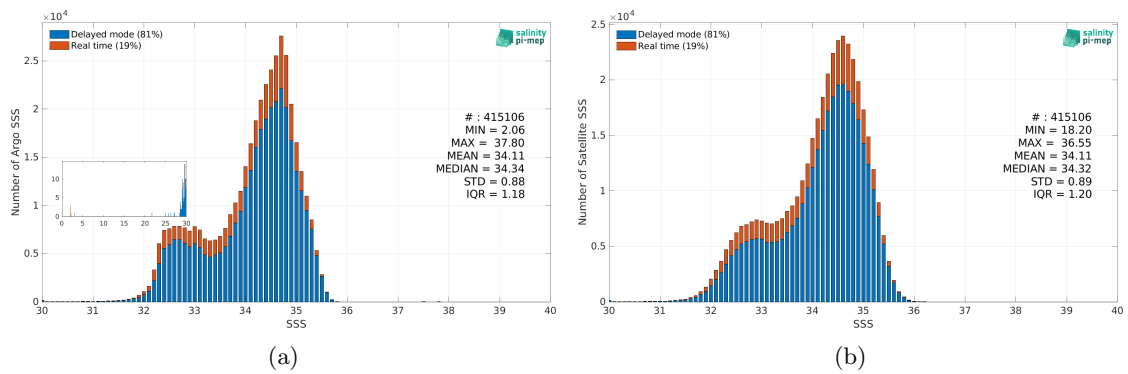 ×10⁴
Delayed mode (81%)
Real time (19%)
salinity
pi-mep
# : 415106
MIN = 2.06
MAX = 37.80
MEAN = 34.11
MEDIAN = 34.34
STD = 0.88
IQR = 1.18
Number of Argo SSS
2.5
2
1.5
1
0.5
0
10
5
0
0 5 10 15 20 25 30
30 31 32 33 34 35 36 37 38 39 40
SSS
(a)
×10⁴
Delayed mode (81%)
Real time (19%)
salinity
pi-mep
# : 415106
MIN = 18.20
MAX = 36.55
MEAN = 34.11
MEDIAN = 34.32
STD = 0.89
IQR = 1.20
Number of Satellite SSS
2.5
2
1.5
1
0.5
0
30 31 32 33 34 35 36 37 38 39 40
SSS
(b)